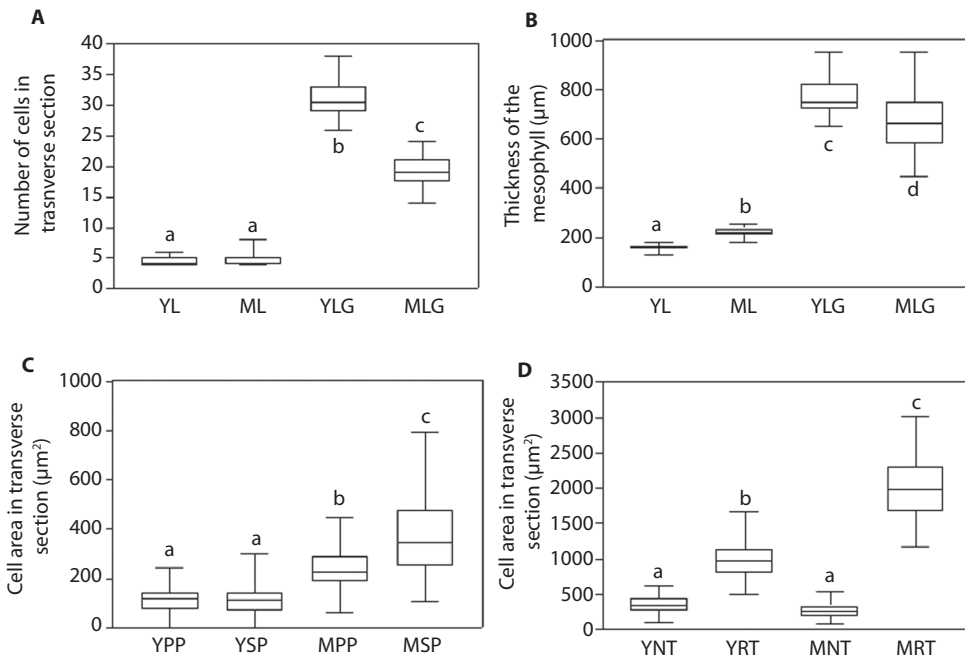 A
Number of cells in
trasnverse section
40
35
30
25
20
15
10
5
0
a
a
b
c
YL
ML
YLG
MLG
B
Thickness of the
mesophyll (µm)
1000
800
600
400
200
0
a
b
c
d
YL
ML
YLG
MLG
C
Cell area in transverse
section (µm²)
1000
800
600
400
200
0
a
a
b
c
YPP
YSP
MPP
MSP
D
Cell area in transverse
section (µm²)
3500
3000
2500
2000
1500
1000
500
0
a
b
a
c
YNT
YRT
MNT
MRT